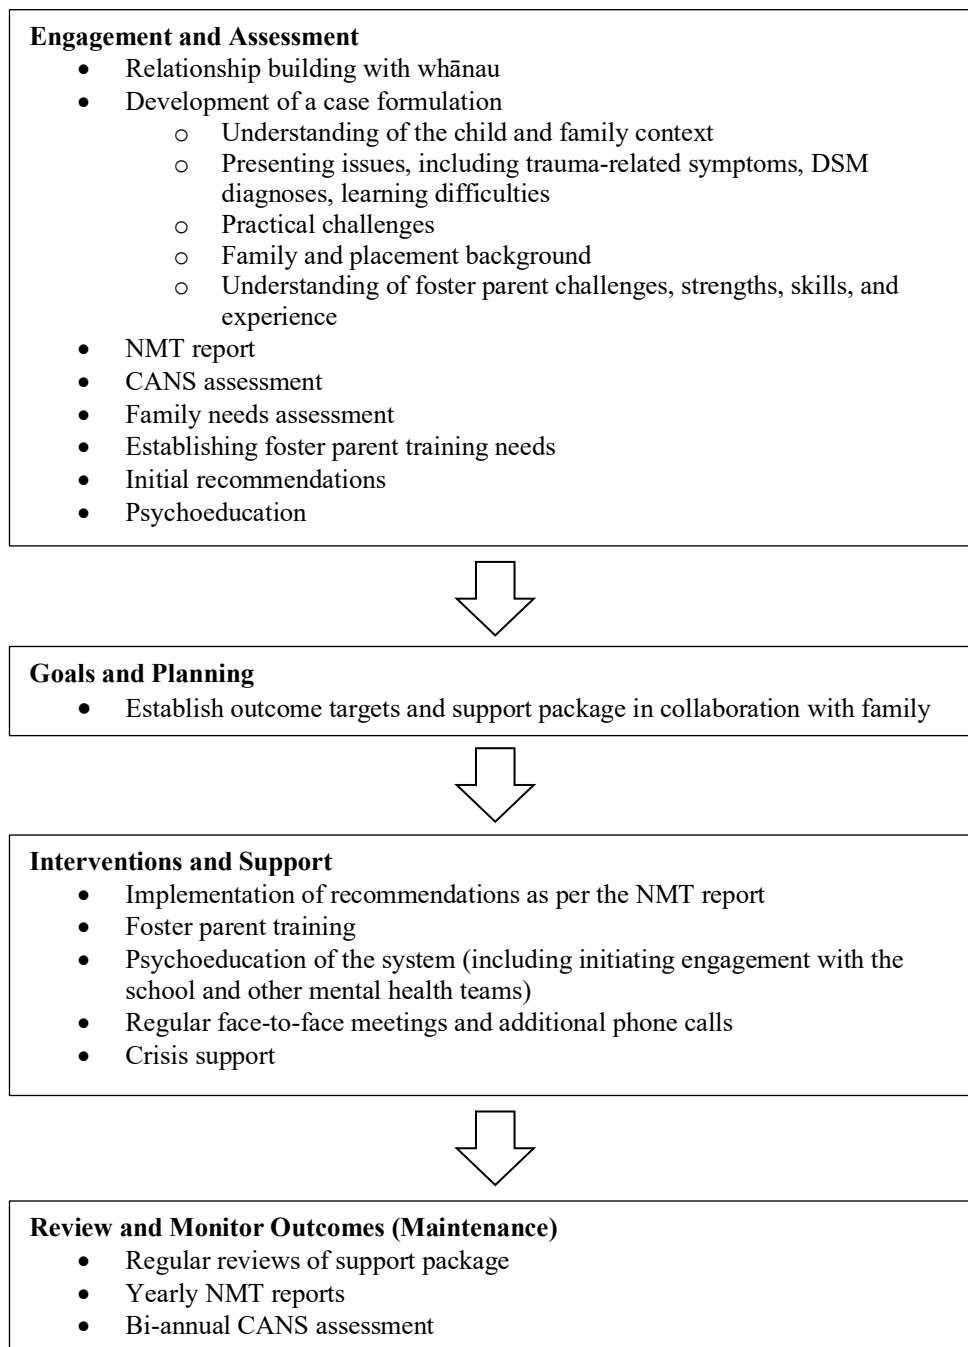 Engagement and Assessment
• Relationship building with whānau
• Development of a case formulation
o Understanding of the child and family context
o Presenting issues, including trauma-related symptoms, DSM
diagnoses, learning difficulties
o Practical challenges
o Family and placement background
o Understanding of foster parent challenges, strengths, skills, and
experience
• NMT report
• CANS assessment
• Family needs assessment
• Establishing foster parent training needs
• Initial recommendations
• Psychoeducation
Goals and Planning
• Establish outcome targets and support package in collaboration with family
Interventions and Support
• Implementation of recommendations as per the NMT report
• Foster parent training
• Psychoeducation of the system (including initiating engagement with the
school and other mental health teams)
• Regular face-to-face meetings and additional phone calls
• Crisis support
Review and Monitor Outcomes (Maintenance)
• Regular reviews of support package
• Yearly NMT reports
• Bi-annual CANS assessment